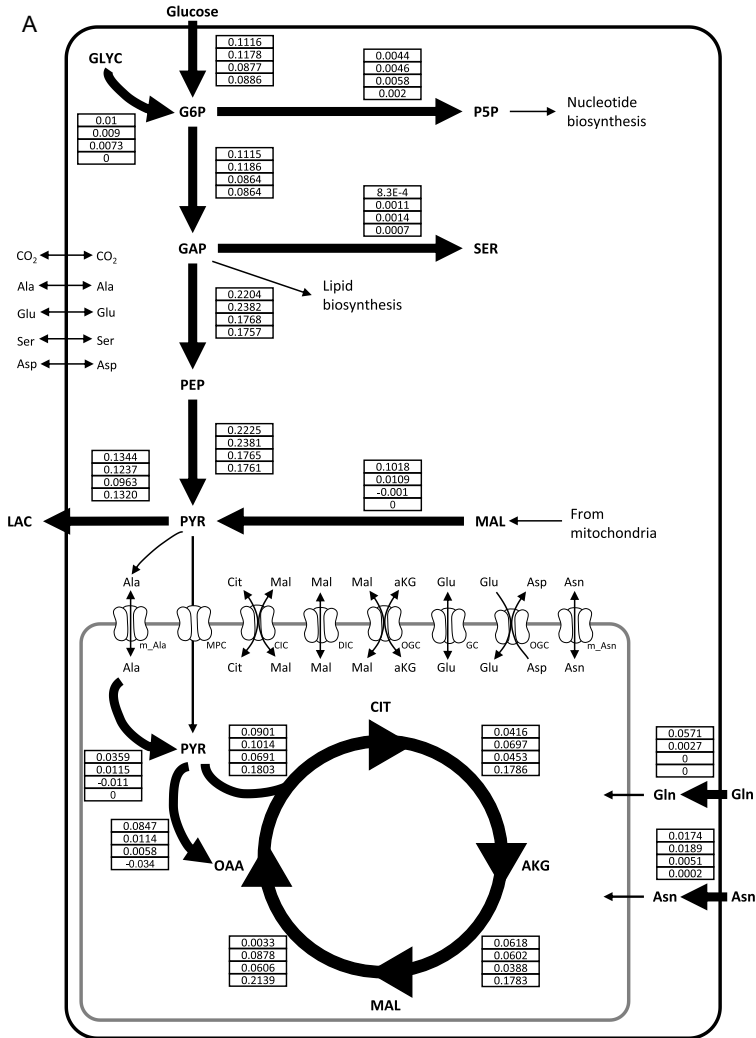 A
Glucose
0.1116
0.1178
0.0877
0.0886
GLYC
0.0044
0.0046
0.0058
0.002
G6P
P5P
Nucleotide
biosynthesis
0.01
0.009
0.0073
0
0.1115
0.1186
0.0864
0.0864
8.3E-4
0.0011
0.0014
0.0007
GAP
SER
CO2
CO2
Ala
Ala
Glu
Glu
Ser
Ser
Asp
Asp
Lipid
biosynthesis
0.2204
0.2382
0.1768
0.1757
PEP
0.2225
0.2381
0.1765
0.1761
0.1344
0.1237
0.0963
0.1320
0.1018
0.0109
-0.001
0
LAC
PYR
MAL
From
mitochondria
Ala
Cit
Mal
Mal
Mal
aKG
Glu
Glu
Asp
Asn
m_Ala
MPC
CIC
DIC
OGC
GC
OGC
m_Asn
Ala
Cit
Mal
Mal
Mal
aKG
Glu
Glu
Asp
Asn
CIT
PYR
0.0901
0.1014
0.0691
0.1803
0.0416
0.0697
0.0453
0.1786
0.0571
0.0027
0
0
0.0359
0.0115
-0.011
0
Gln
Gln
0.0847
0.0114
0.0058
-0.034
OAA
AKG
0.0174
0.0189
0.0051
0.0002
Asn
Asn
0.0033
0.0878
0.0606
0.2139
0.0618
0.0602
0.0388
0.1783
MAL